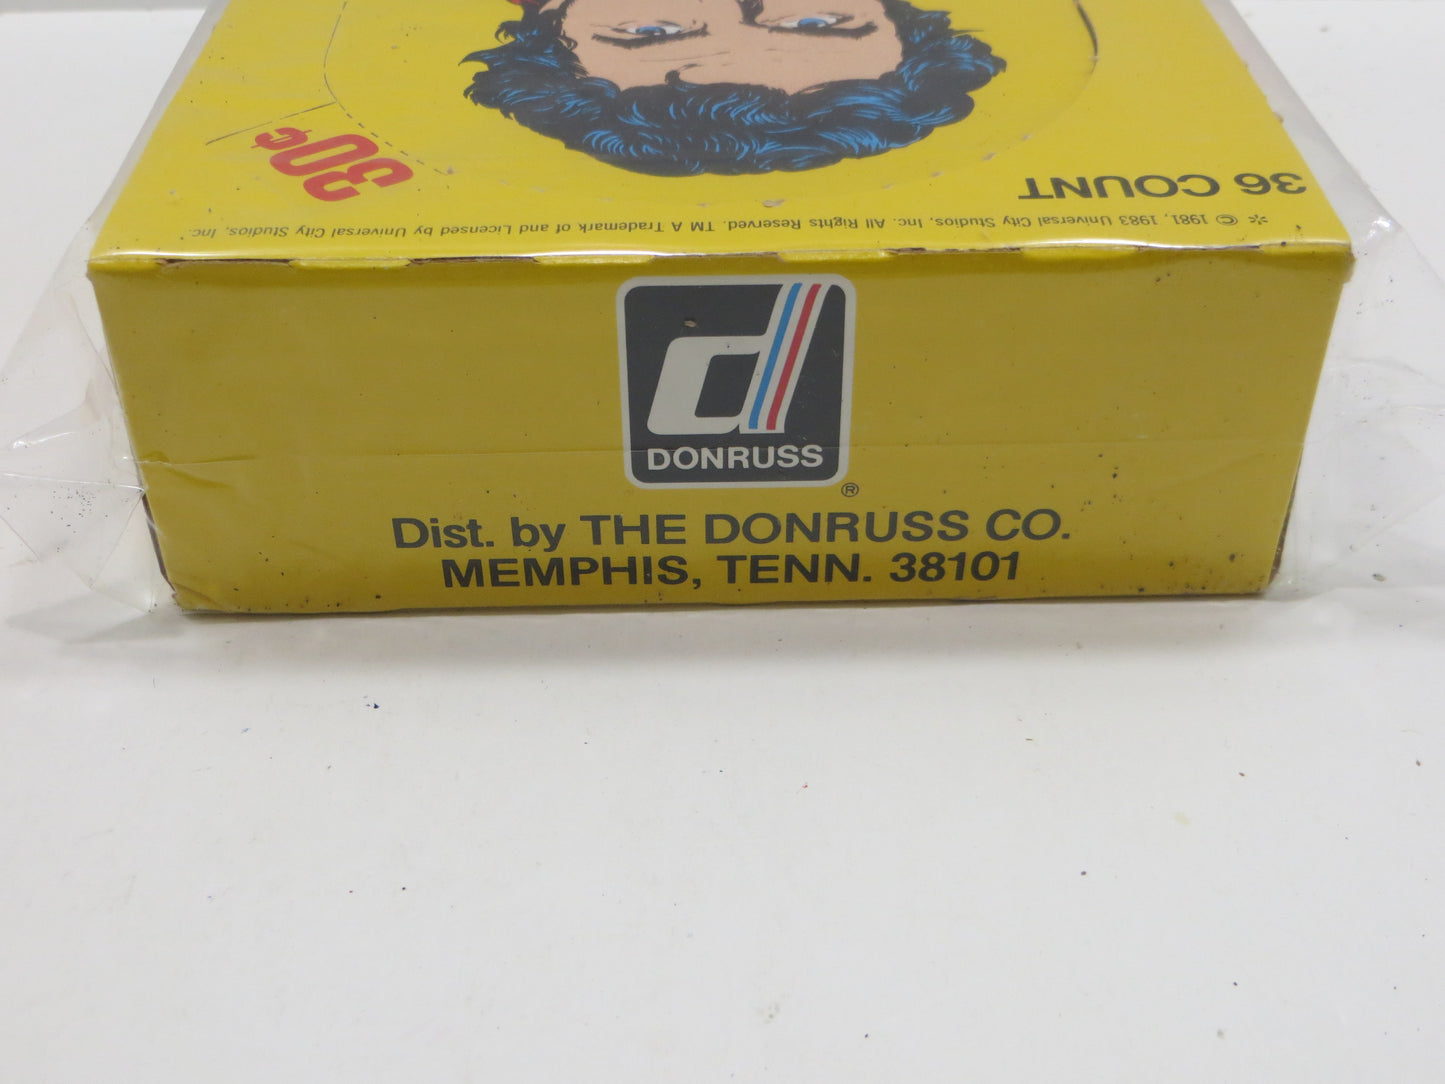 30¢
36 COUNT
* © 1981, 1983 Universal City Studios, Inc. All Rights Reserved. TM A Trademark of and Licensed by Universal City Studios, Inc.
d
DONRUSS
®
Dist. by THE DONRUSS CO.
MEMPHIS, TENN. 38101